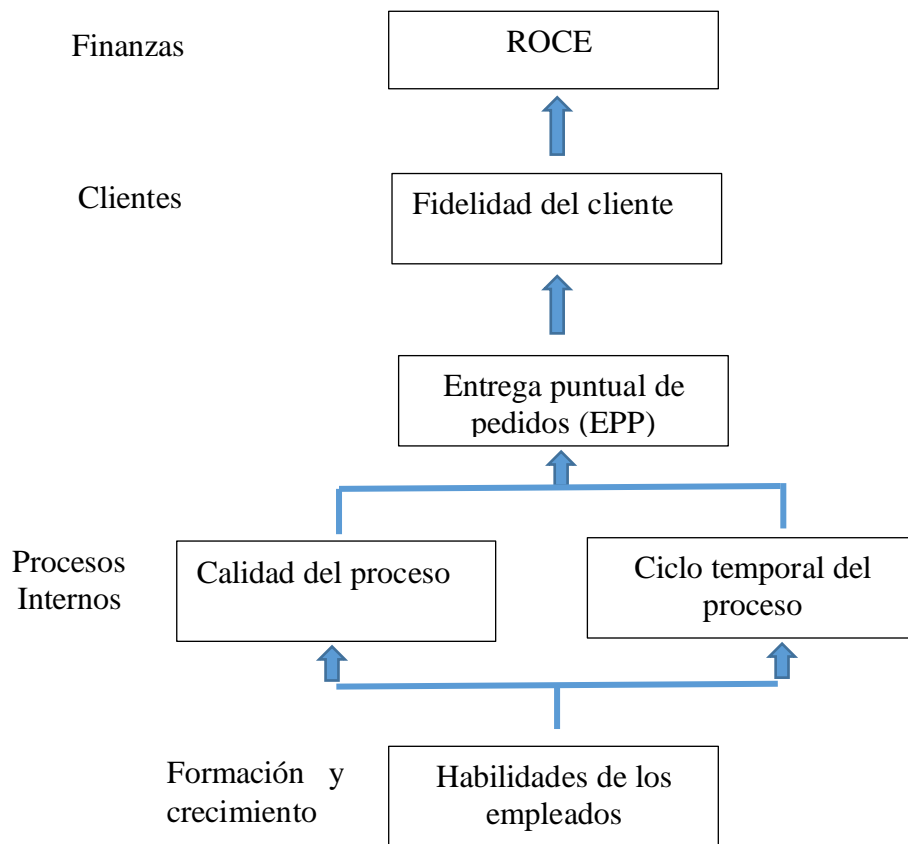 Finanzas
ROCE
Clientes
Fidelidad del cliente
Entrega puntual de
pedidos (EPP)
Procesos
Internos
Calidad del proceso
Ciclo temporal del
proceso
Formación y
crecimiento
Habilidades de los
empleados